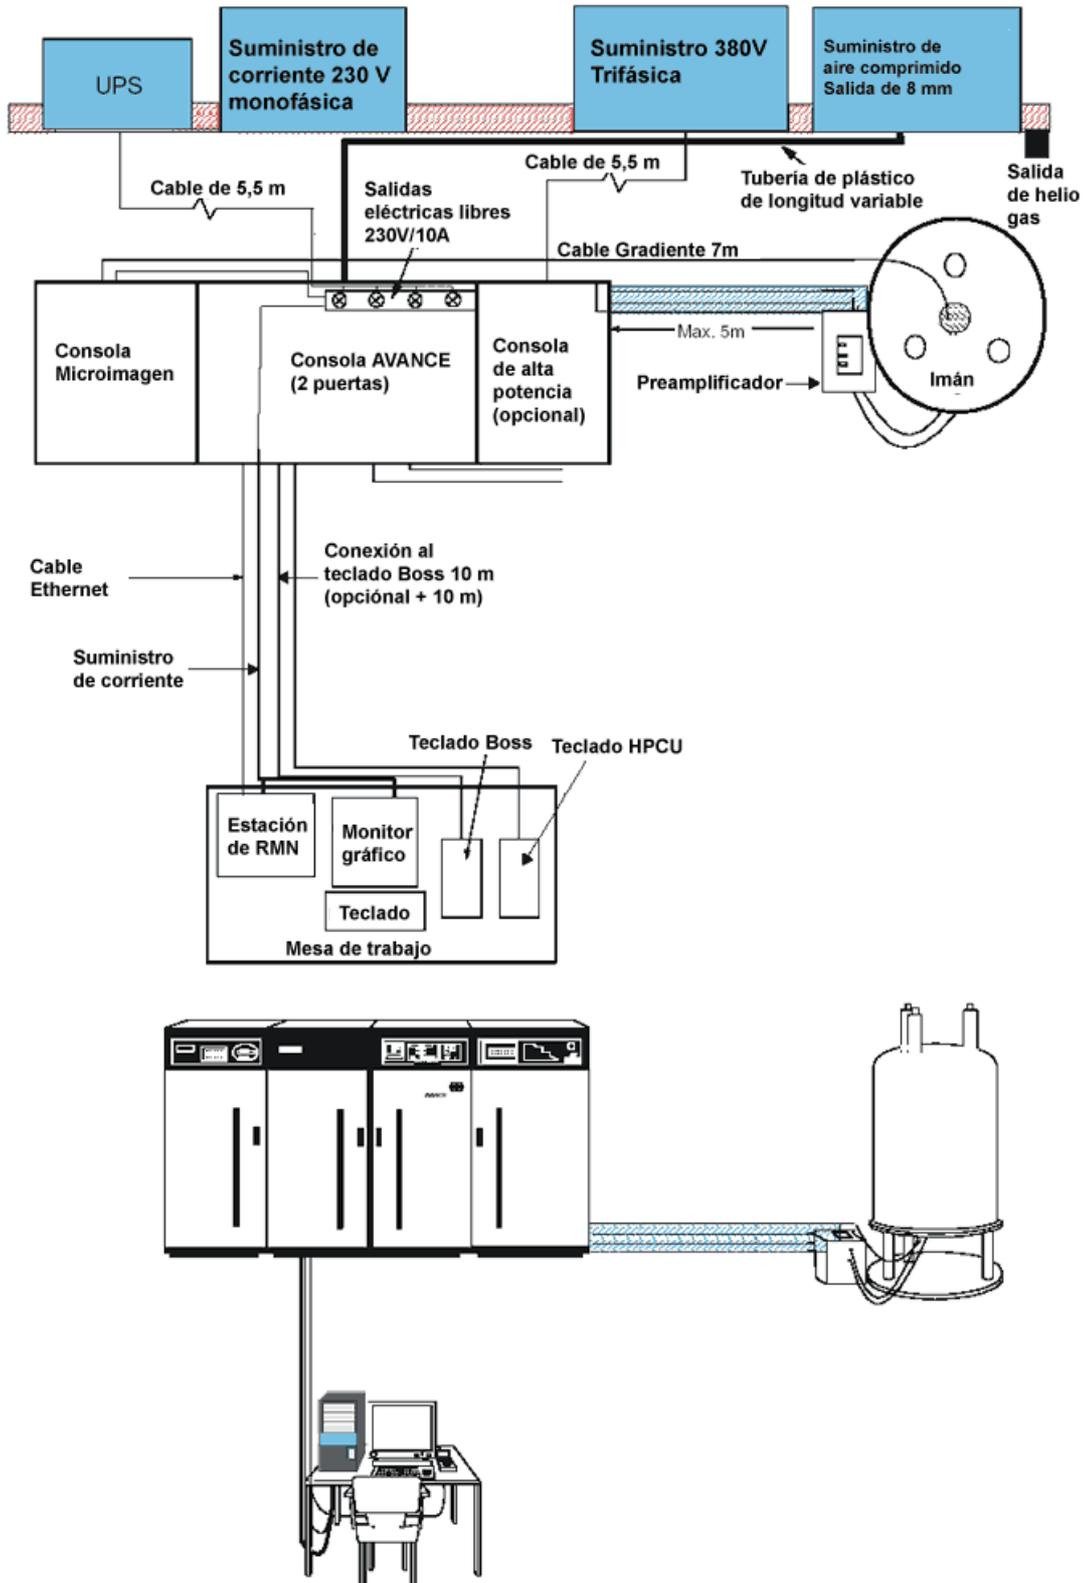 UPS
Suministro de
corriente 230 V
monofásica
Suministro 380V
Trifásica
Suministro de
aire comprimido
Salida de 8 mm
Cable de 5,5 m
Salidas
eléctricas libres
230V/10A
Cable de 5,5 m
Tubería de plástico
de longitud variable
Salida
de helio
gas
Cable Gradiente 7m
Consola
Microimagen
Consola AVANCE
(2 puertas)
Consola
de alta
potencia
(opcional)
Max. 5m
Preamplificador
Imán
Cable
Ethernet
Conexión al
teclado Boss 10 m
(opciónal + 10 m)
Suministro
de corriente
Teclado Boss
Teclado HPCU
Estación
de RMN
Monitor
gráfico
Teclado
Mesa de trabajo